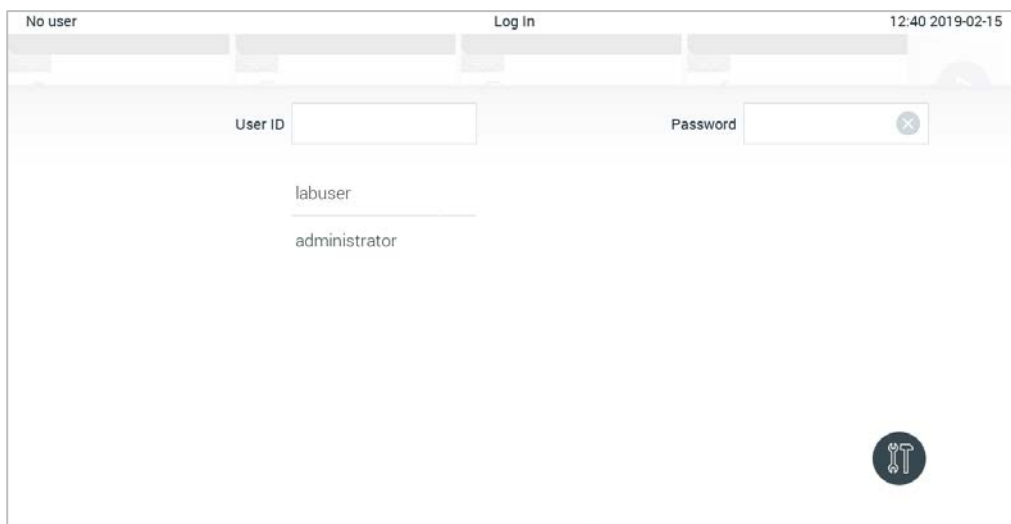 No user Log In 12:40 2019-02-15
User ID Password
labuser
administrator